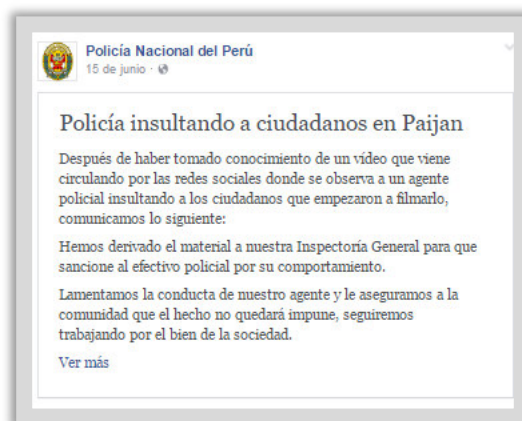 Policía Nacional del Perú
15 de junio ·
Policía insultando a ciudadanos en Paijan
Después de haber tomado conocimiento de un vídeo que viene
circulando por las redes sociales donde se observa a un agente
policial insultando a los ciudadanos que empezaron a filmarlo,
comunicamos lo siguiente:
Hemos derivado el material a nuestra Inspectoría General para que
sancione al efectivo policial por su comportamiento.
Lamentamos la conducta de nuestro agente y le aseguramos a la
comunidad que el hecho no quedará impune, seguiremos
trabajando por el bien de la sociedad.
Ver más